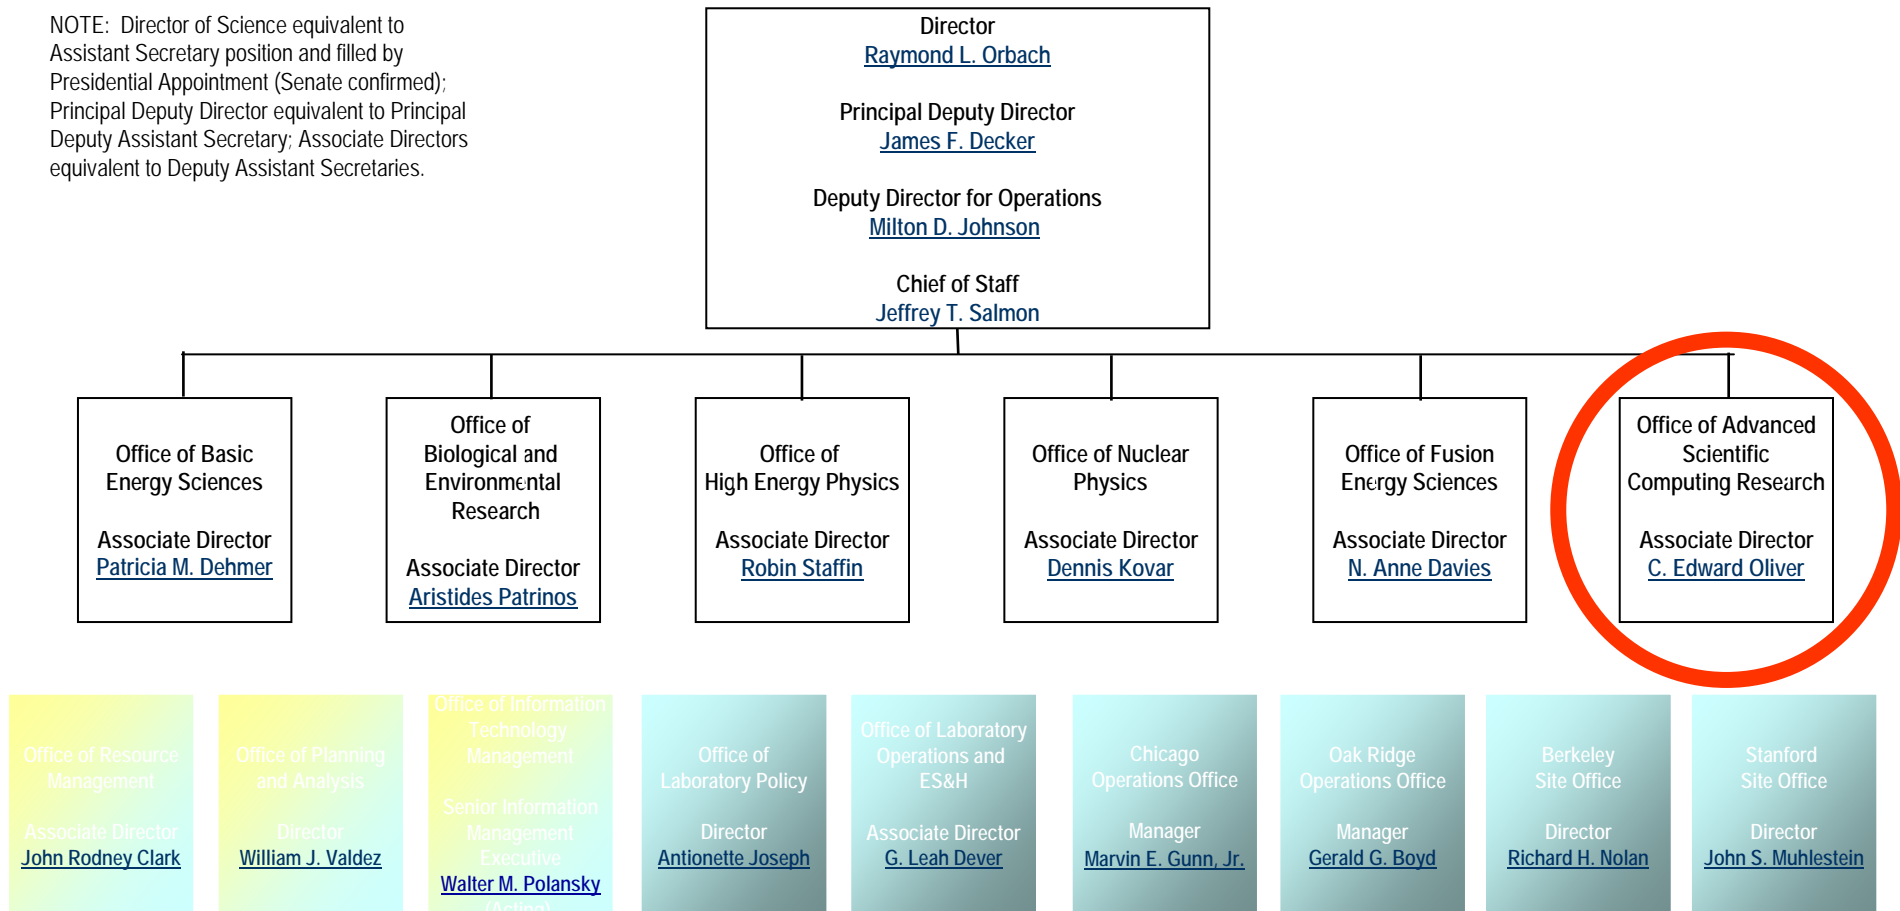 NOTE: Director of Science equivalent to
Assistant Secretary position and filled by
Presidential Appointment (Senate confirmed);
Principal Deputy Director equivalent to Principal
Deputy Assistant Secretary; Associate Directors
equivalent to Deputy Assistant Secretaries.
Director
Raymond L. Orbach
Principal Deputy Director
James F. Decker
Deputy Director for Operations
Milton D. Johnson
Chief of Staff
Jeffrey T. Salmon
Office of Basic
Energy Sciences
Associate Director
Patricia M. Dehmer
Office of
Biological and
Environmental
Research
Associate Director
Aristides Patrinos
Office of
High Energy Physics
Associate Director
Robin Staffin
Office of Nuclear
Physics
Associate Director
Dennis Kovar
Office of Fusion
Energy Sciences
Associate Director
N. Anne Davies
Office of Advanced
Scientific
Computing Research
Associate Director
C. Edward Oliver
Office of Resource
Management
Associate Director
John Rodney Clark
Office of Planning
and Analysis
Director
William J. Valdez
Office of Information
Technology
Management
Senior Information
Management
Executive
Walter M. Polansky
(Acting)
Office of
Laboratory Policy
Director
Antionette Joseph
Office of Laboratory
Operations and
ES&H
Associate Director
G. Leah Dever
Chicago
Operations Office
Manager
Marvin E. Gunn, Jr.
Oak Ridge
Operations Office
Manager
Gerald G. Boyd
Berkeley
Site Office
Director
Richard H. Nolan
Stanford
Site Office
Director
John S. Muhlestein